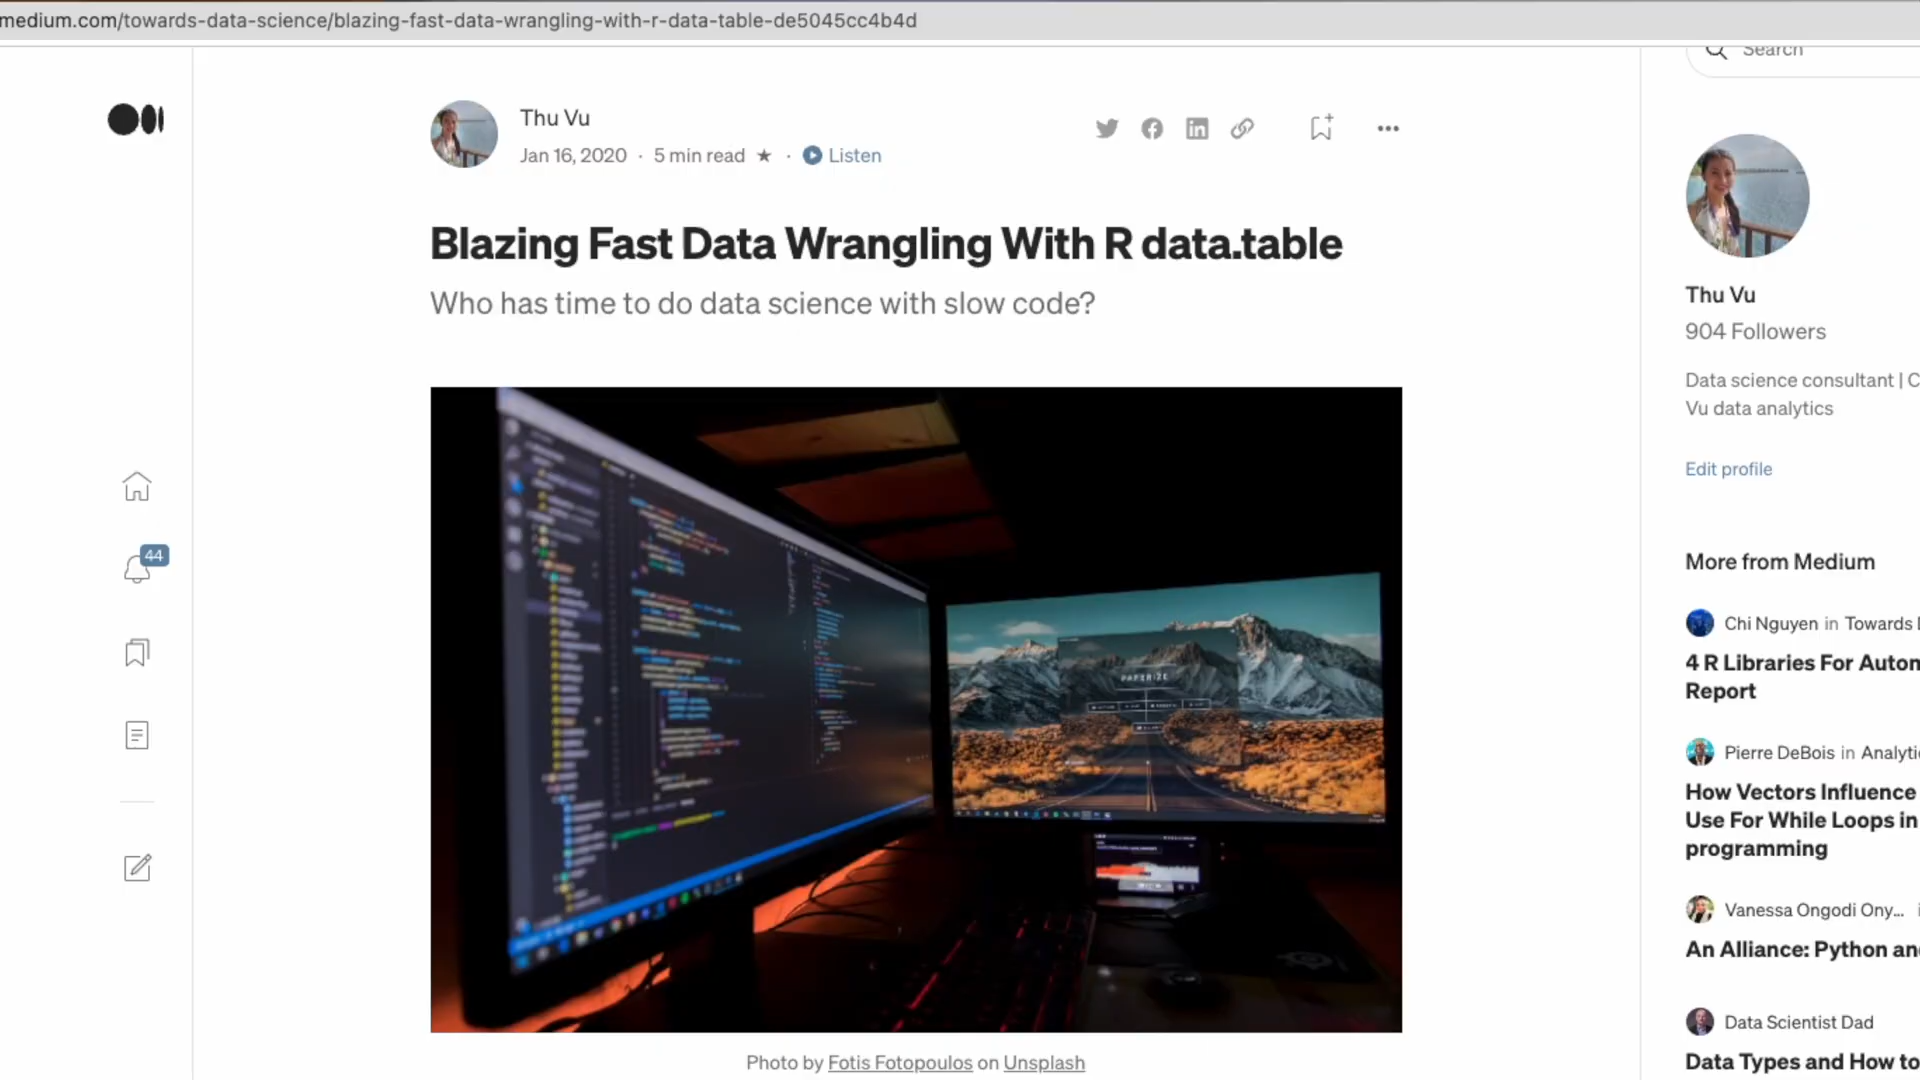 medium.com/towards-data-science/blazing-fast-data-wrangling-with-r-data-table-de5045cc4b4d
Search
Thu Vu
Jan 16, 2020 · 5 min read ★ · Listen
Blazing Fast Data Wrangling With R data.table
Who has time to do data science with slow code?
44
PAPERIZE
Photo by Fotis Fotopoulos on Unsplash
Thu Vu
904 Followers
Data science consultant | C
Vu data analytics
Edit profile
More from Medium
Chi Nguyen in Towards
4 R Libraries For Autom
Report
Pierre DeBois in Analytic
How Vectors Influence
Use For While Loops in
programming
Vanessa Ongodi Ony...
An Alliance: Python an
Data Scientist Dad
Data Types and How to